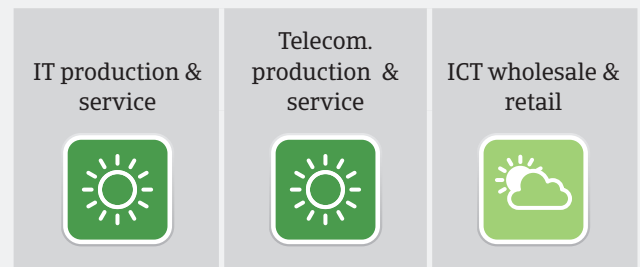 IT production &
service
Telecom.
production &
service
ICT wholesale &
retail